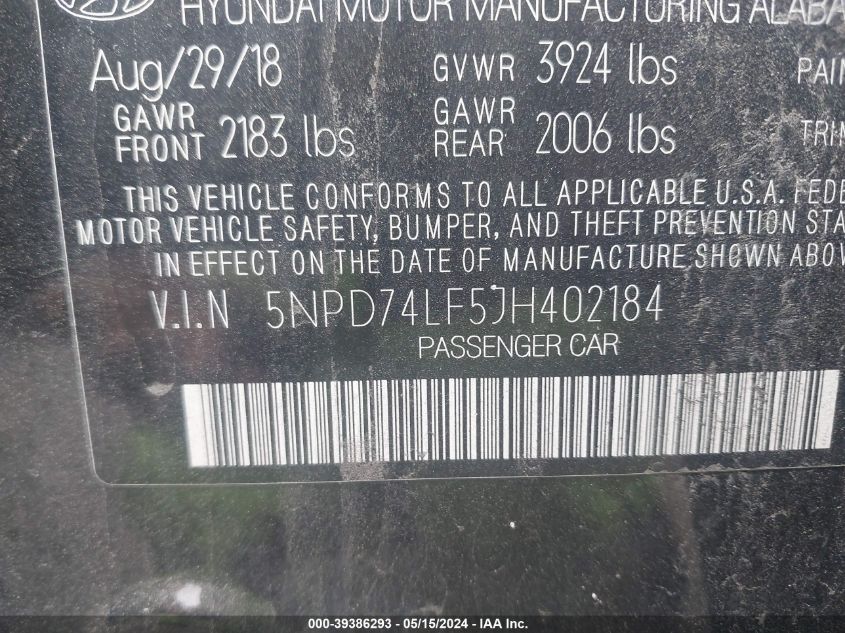 HYUNDAI MOTOR MANUFACTURING ALABA
Aug/29/18 GVWR 3924 lbs PAIN
GAWR FRONT 2183 lbs GAWR REAR 2006 lbs TRIM
THIS VEHICLE CONFORMS TO ALL APPLICABLE U.S.A. FEDE
MOTOR VEHICLE SAFETY, BUMPER, AND THEFT PREVENTION STA
IN EFFECT ON THE DATE OF MANUFACTURE SHOWN ABOV
V.I.N 5NPD74LF5JH402184
PASSENGER CAR
000-39386293 - 05/15/2024 - IAA Inc.